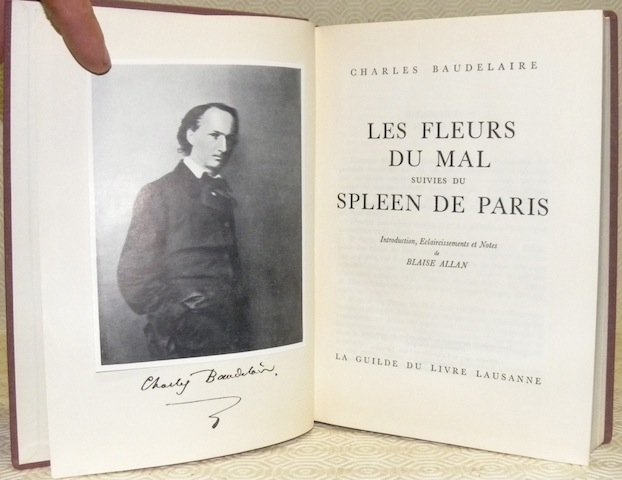 Charles Baudelaire.
CHARLES BAUDELAIRE
LES FLEURS
DU MAL
SUIVIES DU
SPLEEN DE PARIS
Introduction, Eclaircissements et Notes
de
BLAISE ALLAN
LA GUILDE DU LIVRE LAUSANNE